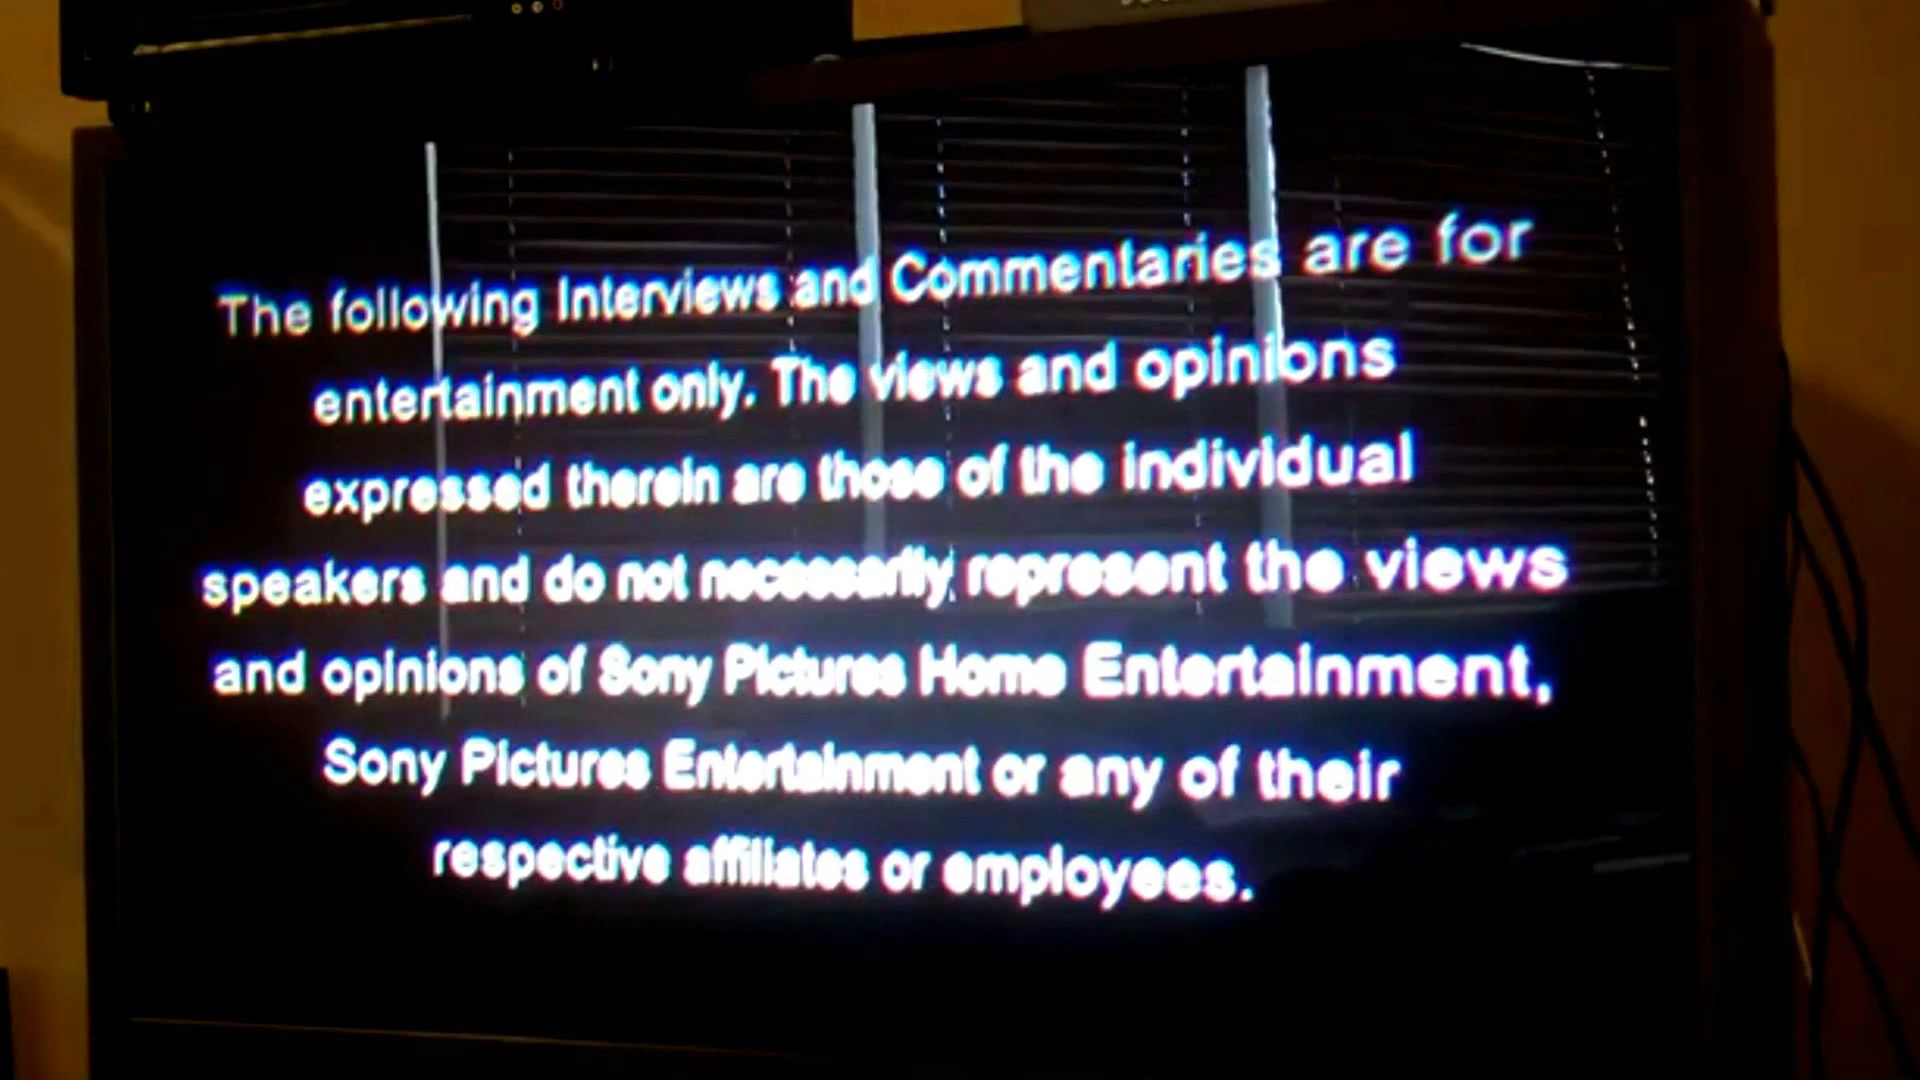 The following Interviews and Commentaries are for
entertainment only. The views and opinions
expressed therein are those of the individual
speakers and do not necessarily represent the views
and opinions of Sony Pictures Home Entertainment,
Sony Pictures Entertainment or any of their
respective affiliates or employees.